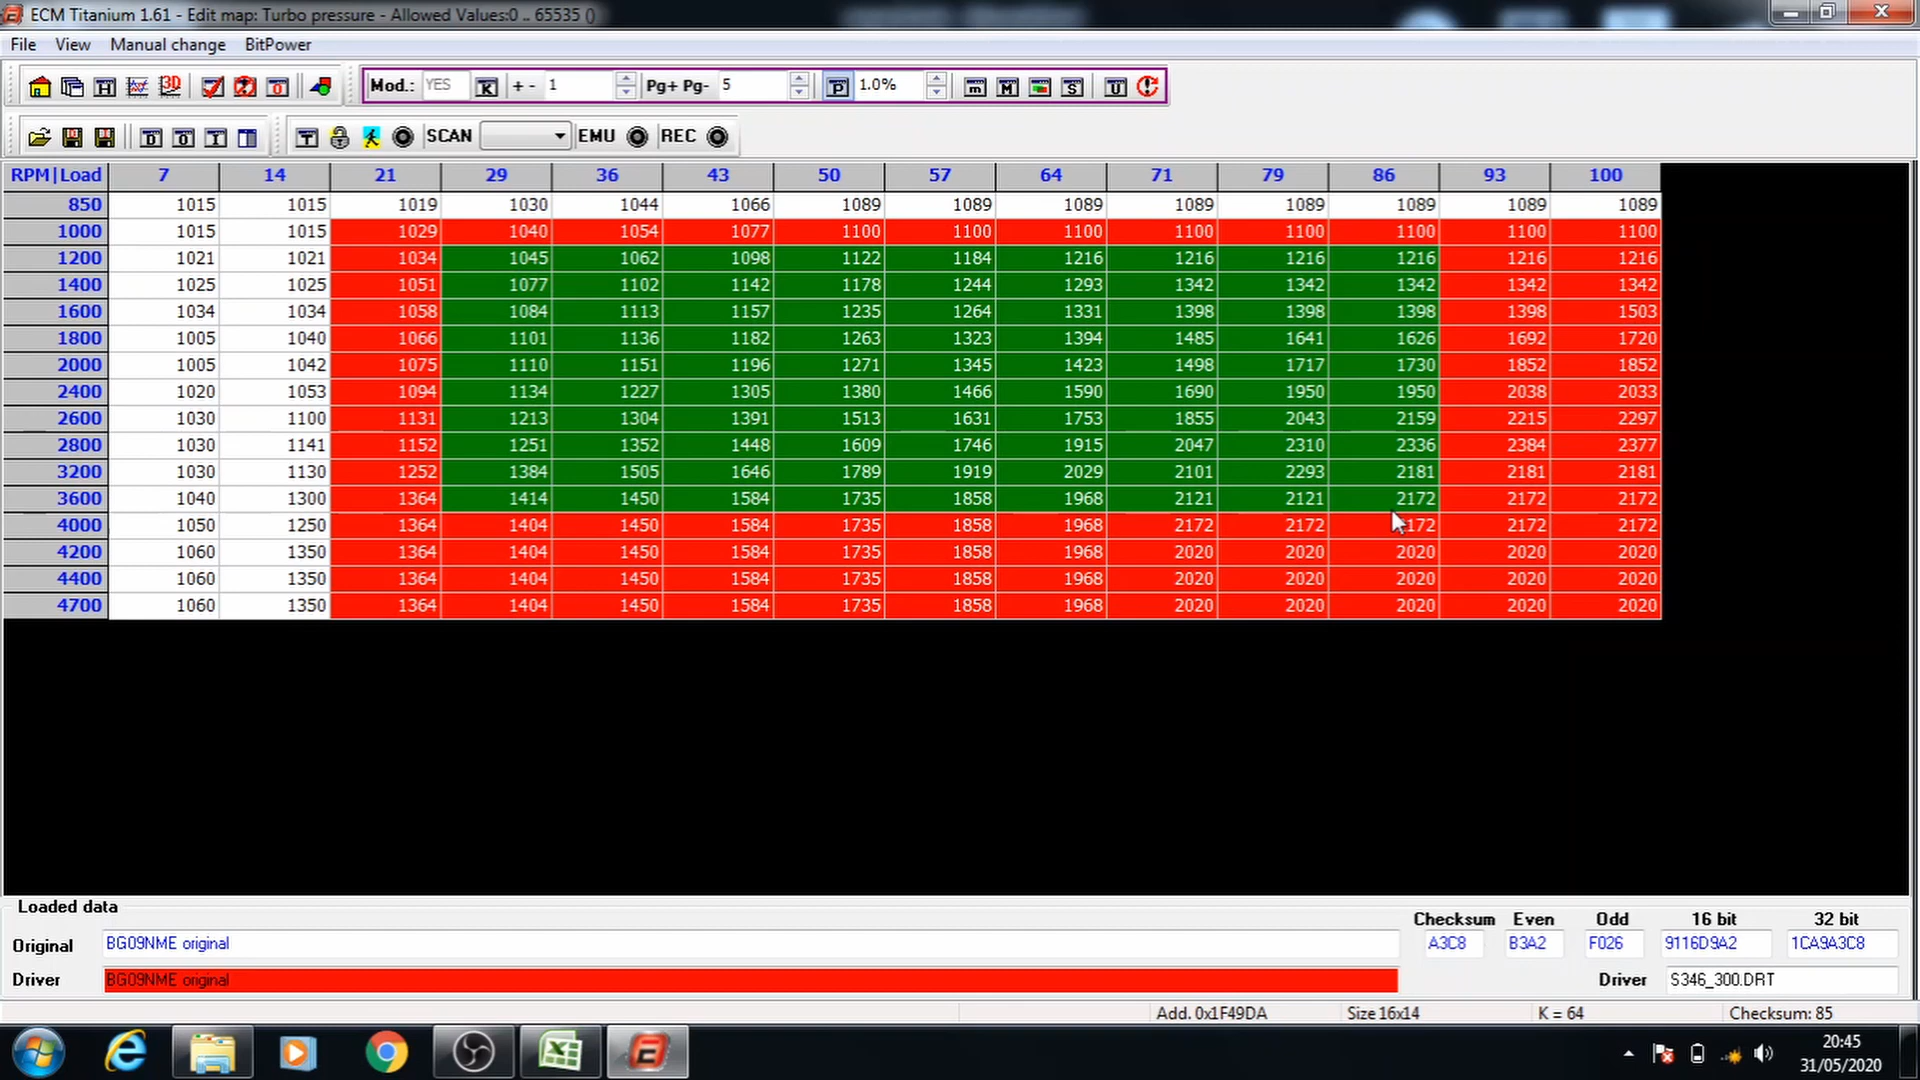 ECM Titanium 1.61 - Edit map: Turbo pressure - Allowed Values:0 .. 65535 ()
File View Manual change BitPower
Mod.: YES K + - 1 Pg+ Pg- 5 P 1.0% m M S U
D O I T SCAN EMU REC
RPM|Load 7 14 21 29 36 43 50 57 64 71 79 86 93 100
850 1015 1015 1019 1030 1044 1066 1089 1089 1089 1089 1089 1089 1089 1089
1000 1015 1015 1029 1040 1054 1077 1100 1100 1100 1100 1100 1100 1100 1100
1200 1021 1021 1034 1045 1062 1098 1122 1184 1216 1216 1216 1216 1216 1216
1400 1025 1025 1051 1077 1102 1142 1178 1244 1293 1342 1342 1342 1342 1342
1600 1034 1034 1058 1084 1113 1157 1235 1264 1331 1398 1398 1398 1398 1503
1800 1005 1040 1066 1101 1136 1182 1263 1323 1394 1485 1641 1626 1692 1720
2000 1005 1042 1075 1110 1151 1196 1271 1345 1423 1498 1717 1730 1852 1852
2400 1020 1053 1094 1134 1227 1305 1380 1466 1590 1690 1950 1950 2038 2033
2600 1030 1100 1131 1213 1304 1391 1513 1631 1753 1855 2043 2159 2215 2297
2800 1030 1141 1152 1251 1352 1448 1609 1746 1915 2047 2310 2336 2384 2377
3200 1030 1130 1252 1384 1505 1646 1789 1919 2029 2101 2293 2181 2181 2181
3600 1040 1300 1364 1414 1450 1584 1735 1858 1968 2121 2121 2172 2172 2172
4000 1050 1250 1364 1404 1450 1584 1735 1858 1968 2172 2172 172 2172 2172
4200 1060 1350 1364 1404 1450 1584 1735 1858 1968 2020 2020 2020 2020 2020
4400 1060 1350 1364 1404 1450 1584 1735 1858 1968 2020 2020 2020 2020 2020
4700 1060 1350 1364 1404 1450 1584 1735 1858 1968 2020 2020 2020 2020 2020
Loaded data
Checksum Even Odd 16 bit 32 bit
Original BG09NME original A3C8 B3A2 F026 9116D9A2 1CA9A3C8
Driver BG09NME original Driver S346_300.DRT
Add. 0x1F49DA Size 16x14 K = 64 Checksum: 85
20:45
31/05/2020